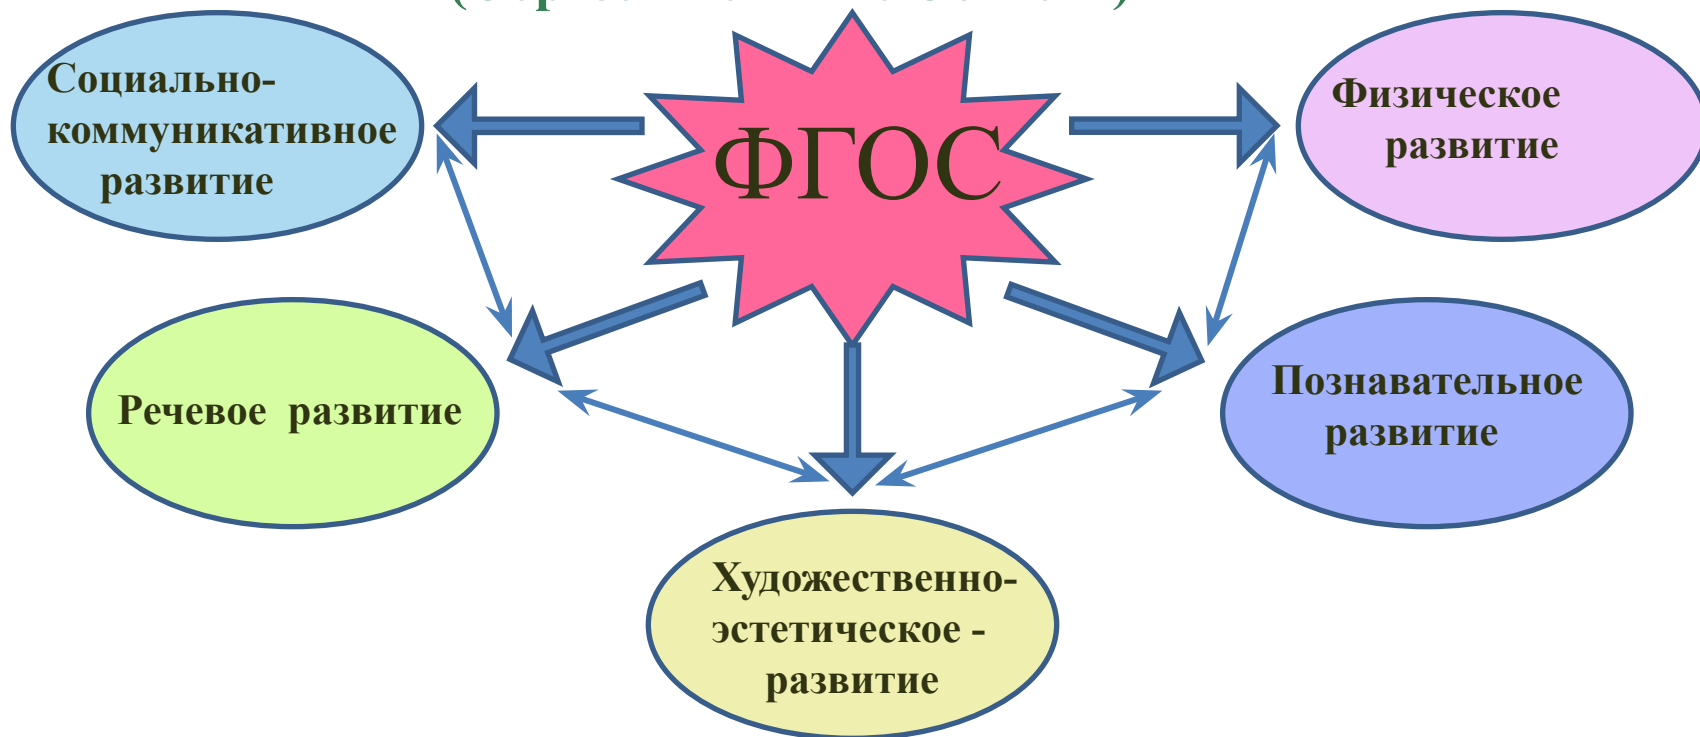 ФГОС
Социально-
коммуникативное
развитие
Физическое
развитие
Речевое развитие
Познавательное
развитие
Художественно-
эстетическое -
развитие